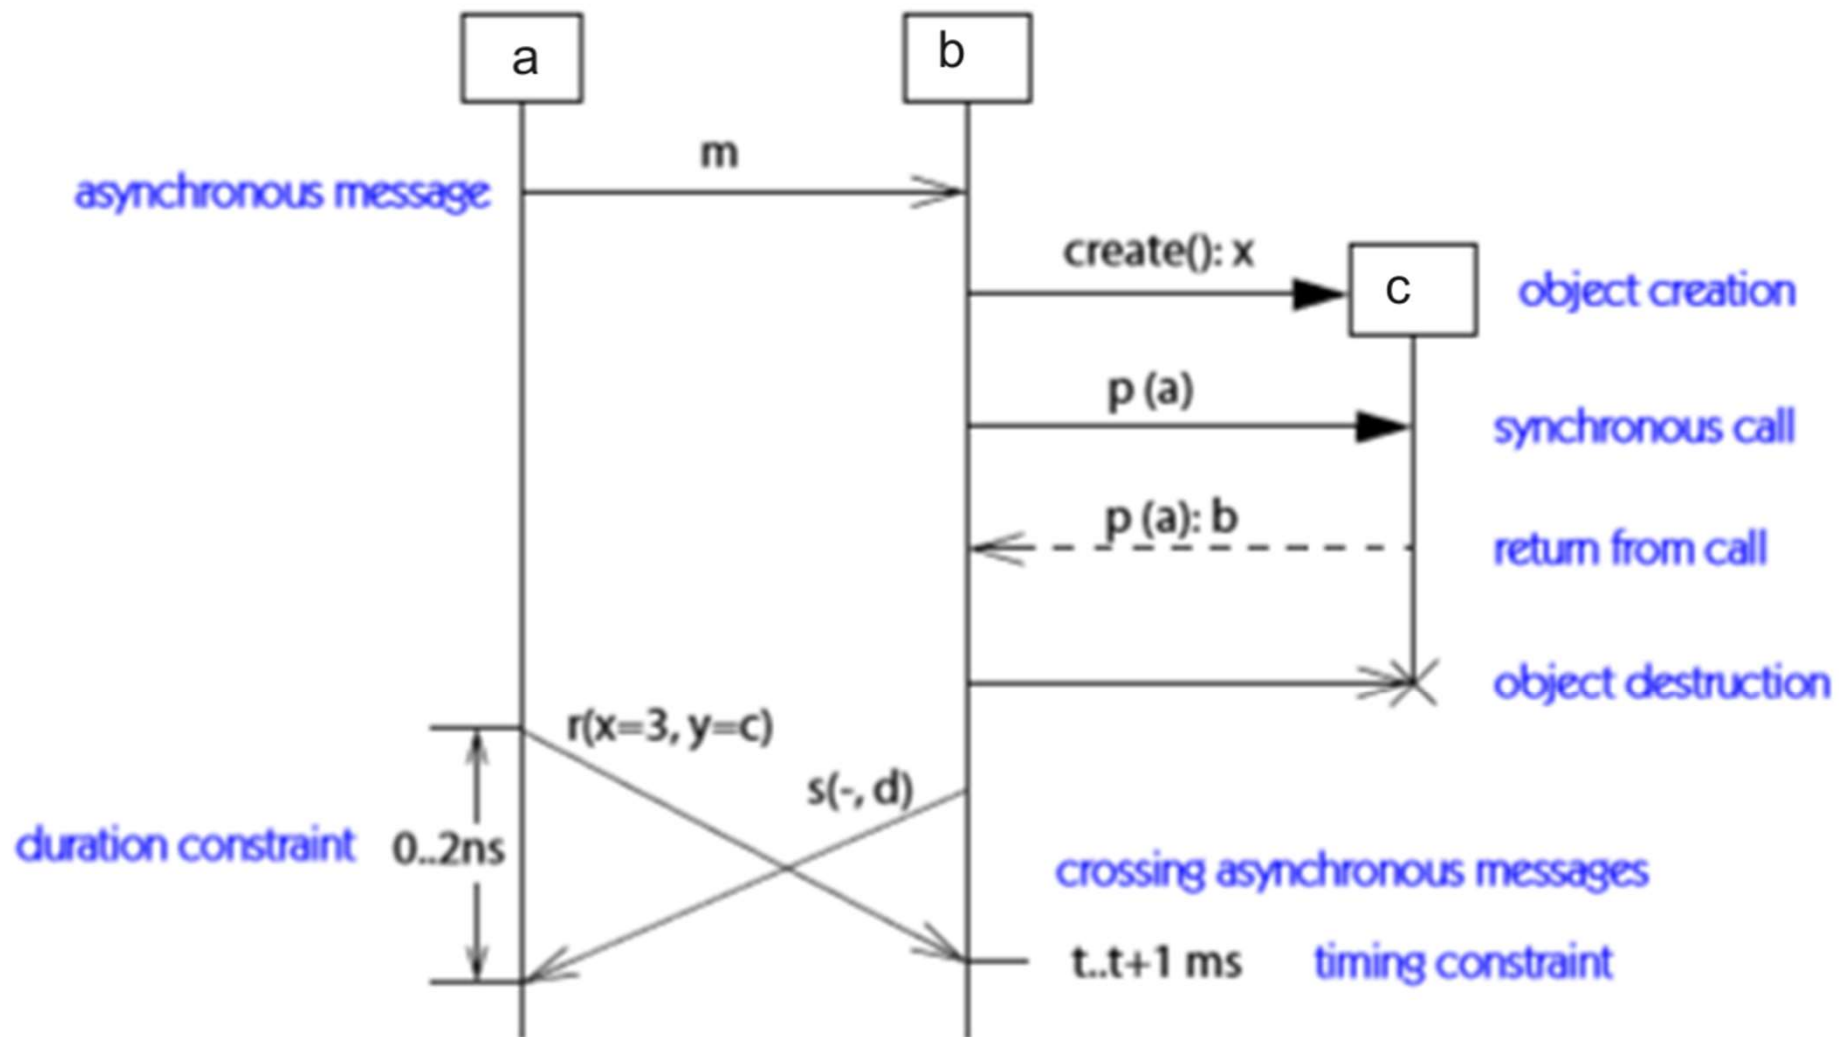 a
b
m
asynchronous message
create(): x
c
object creation
p (a)
synchronous call
p (a): b
return from call
object destruction
r(x=3, y=c)
s(-, d)
duration constraint
0..2ns
crossing asynchronous messages
t..t+1 ms
timing constraint